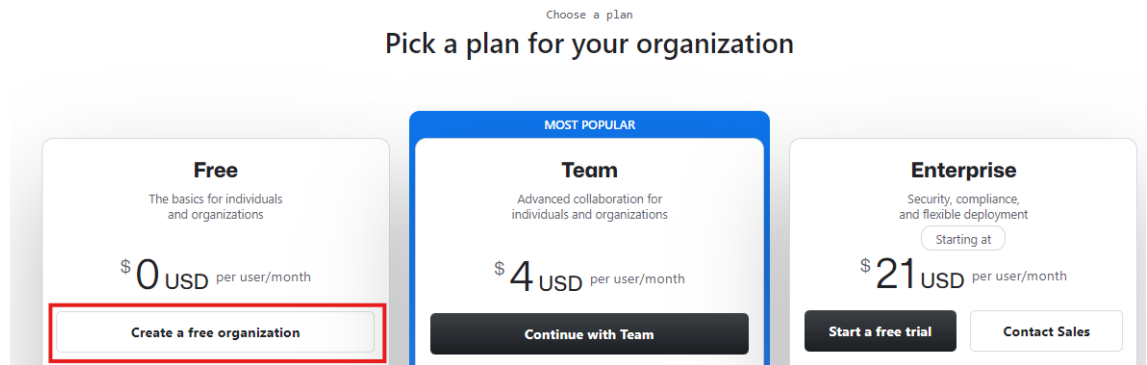 Choose a plan
Pick a plan for your organization
Free
The basics for individuals
and organizations
$0 USD per user/month
Create a free organization
MOST POPULAR
Team
Advanced collaboration for
individuals and organizations
$4 USD per user/month
Continue with Team
Enterprise
Security, compliance,
and flexible deployment
Starting at
$21 USD per user/month
Start a free trial
Contact Sales